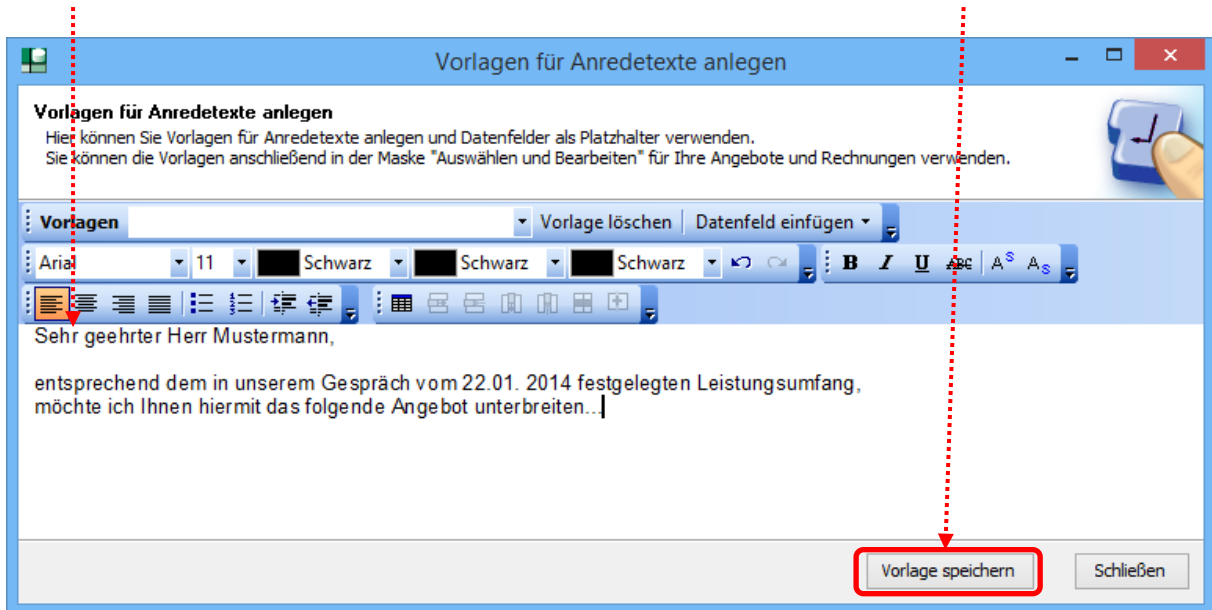 Vorlagen für Anredetexte anlegen
Vorlagen für Anredetexte anlegen
Hier können Sie Vorlagen für Anredetexte anlegen und Datenfelder als Platzhalter verwenden.
Sie können die Vorlagen anschließend in der Maske "Auswählen und Bearbeiten" für Ihre Angebote und Rechnungen verwenden.
Vorlagen Vorlage löschen Datenfeld einfügen
Arial 11 Schwarz Schwarz Schwarz B I U ABC A^S A_S
Sehr geehrter Herr Mustermann,
entsprechend dem in unserem Gespräch vom 22.01. 2014 festgelegten Leistungsumfang,
möchte ich Ihnen hiermit das folgende Angebot unterbreiten...
Vorlage speichern Schließen